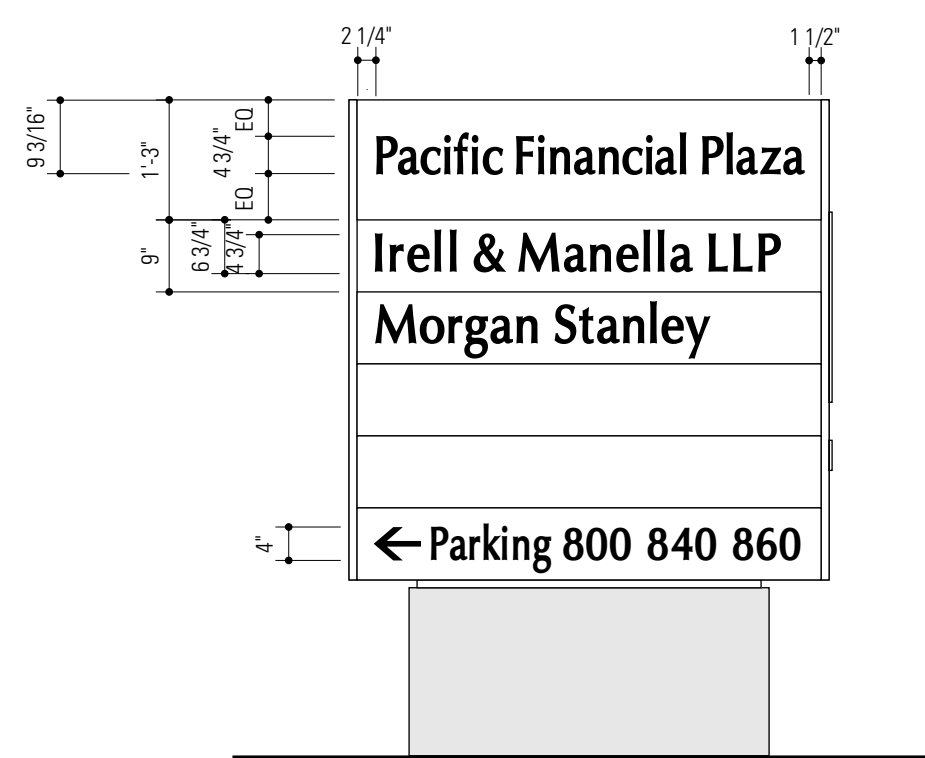 2 1/4" 1 1/2"
9 3/16"
1'-3"
EQ
4 3/4"
EQ
Pacific Financial Plaza
9"
6 3/4"
4 3/4"
Irell & Manella LLP
Morgan Stanley
4"
Parking 800 840 860